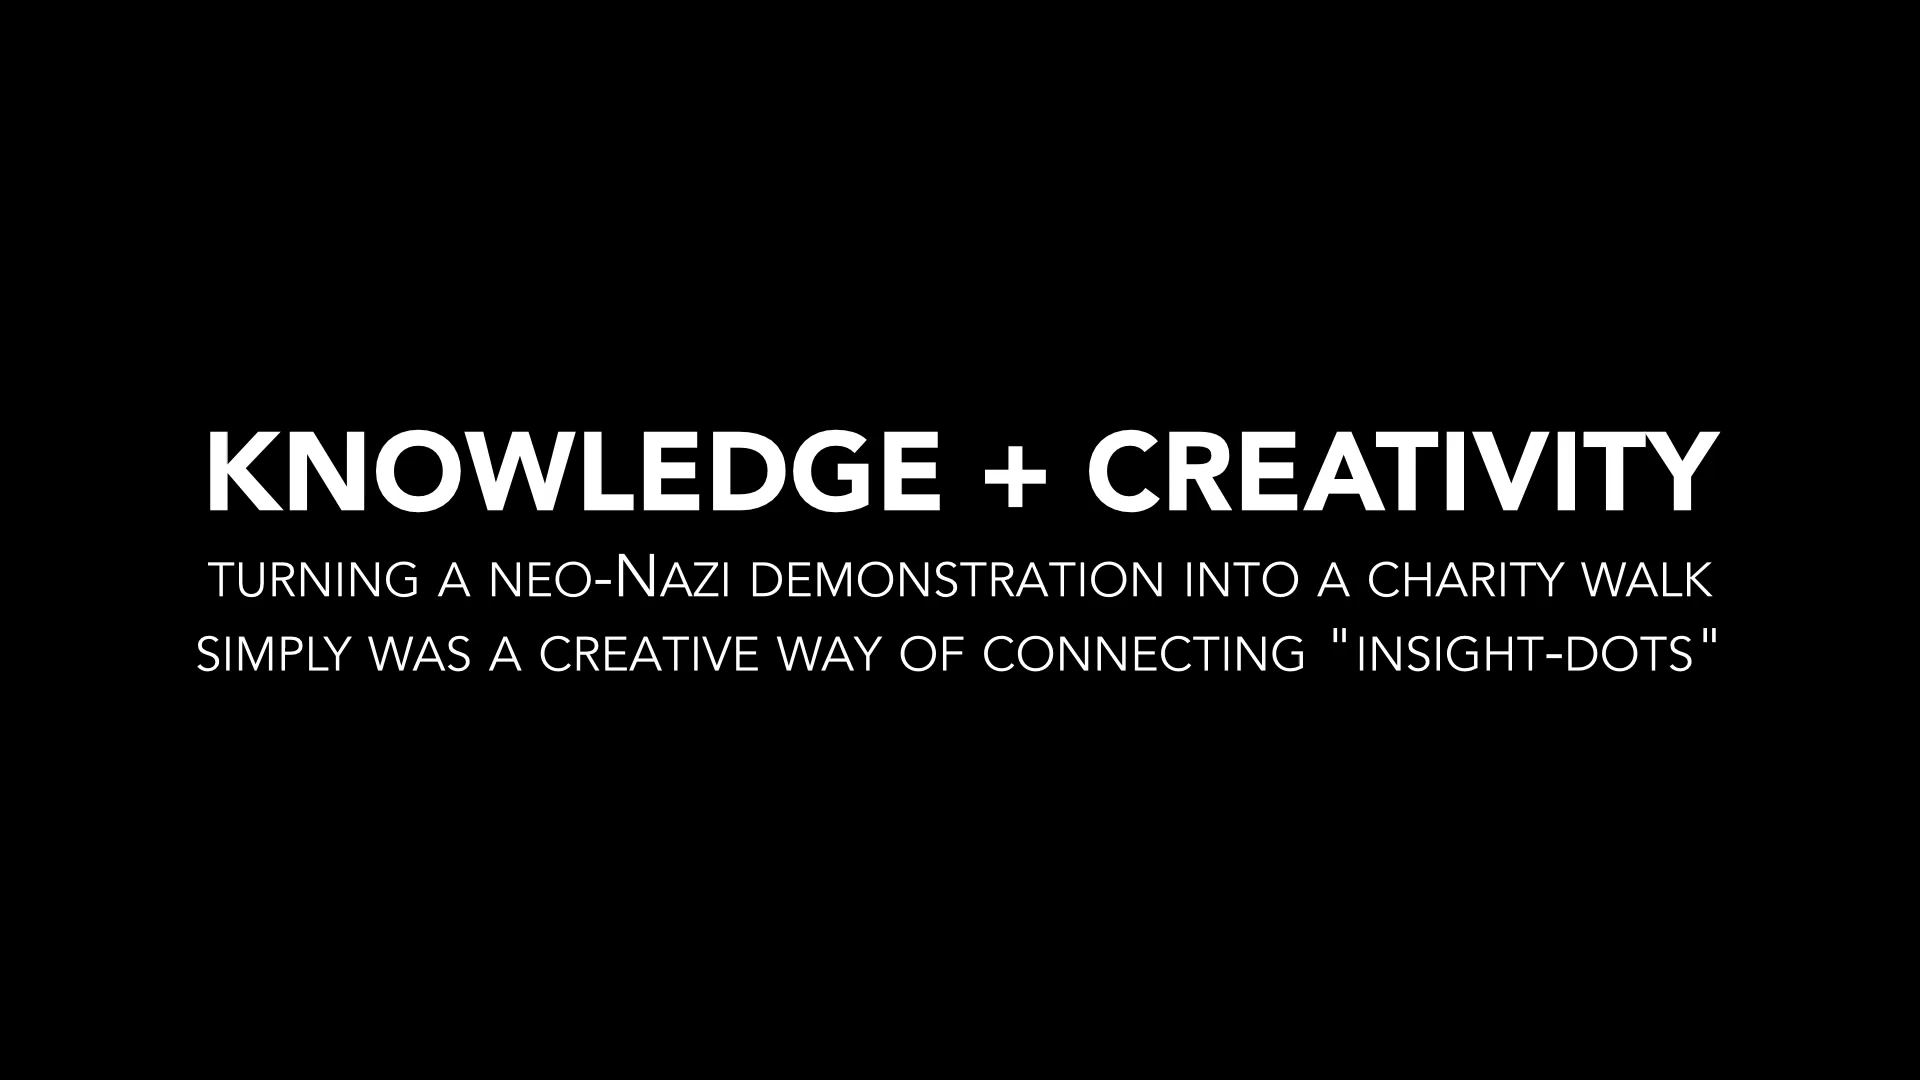 KNOWLEDGE + CREATIVITY
TURNING A NEO-NAZI DEMONSTRATION INTO A CHARITY WALK
SIMPLY WAS A CREATIVE WAY OF CONNECTING "INSIGHT-DOTS"